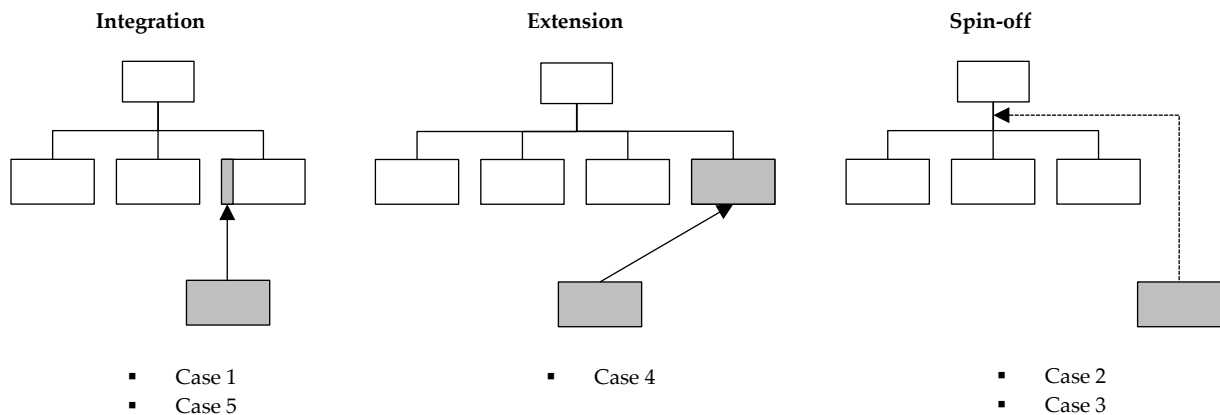 Integration
Extension
Spin-off
▪ Case 1
▪ Case 5
▪ Case 4
▪ Case 2
▪ Case 3